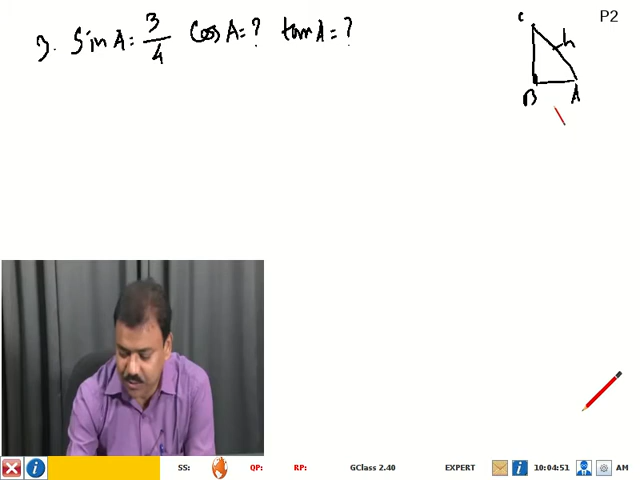 P2
3. Sin A = 3/4 Cos A = ? tan A = ?
C
h
B A
SS: QP: RP: GClass 2.40 EXPERT 10:04:51 AM